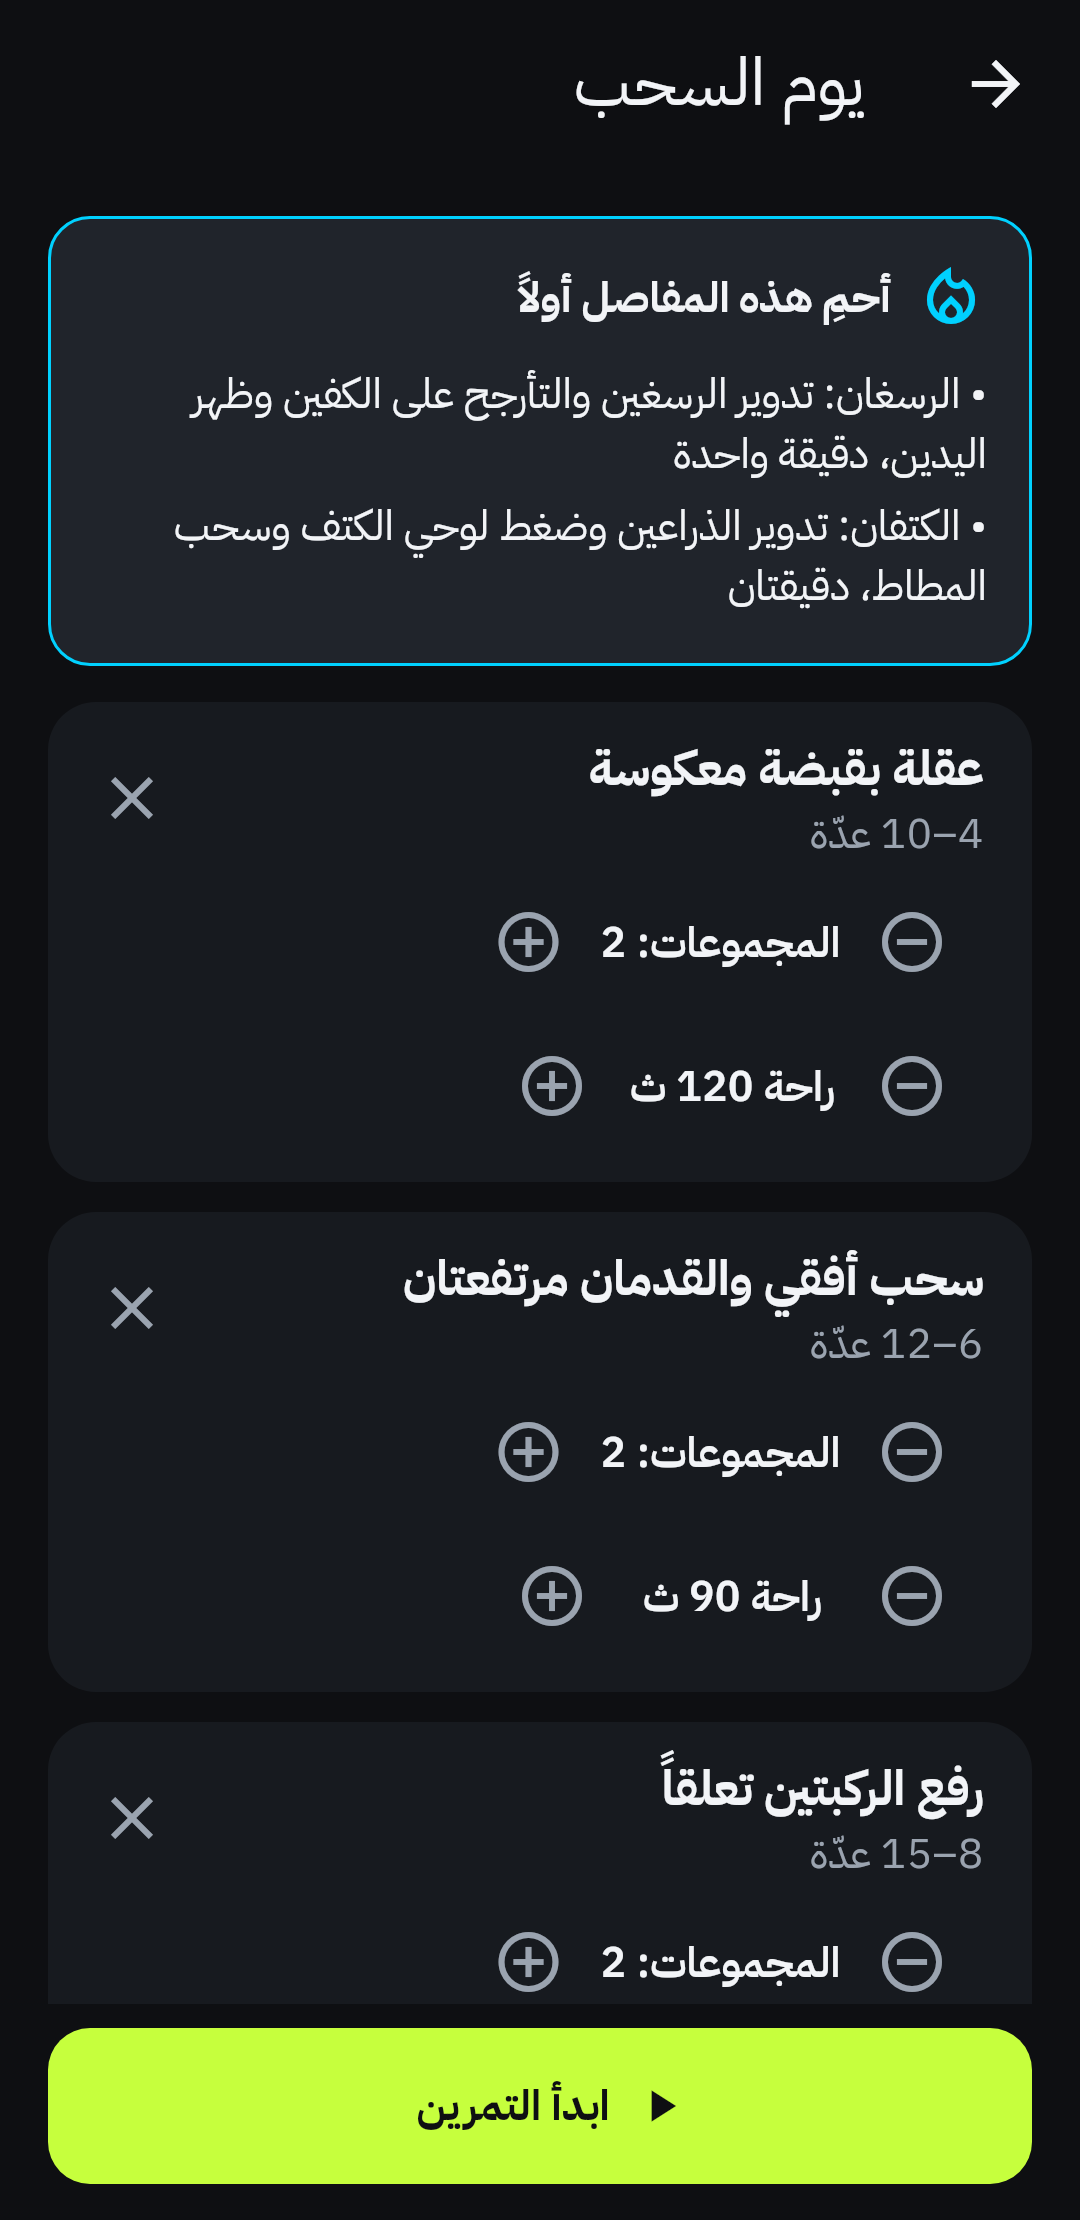 يوم السحب
أحمِ هذه المفاصل أولاً
• الرسغان: تدوير الرسغين والتأرجح على الكفين وظهر
اليدين، دقيقة واحدة
• الكتفان: تدوير الذراعين وضغط لوحي الكتف وسحب
المطاط، دقيقتان
عقلة بقبضة معكوسة
4–10 عدّة
المجموعات: 2
راحة 120 ث
سحب أفقي والقدمان مرتفعتان
6–12 عدّة
المجموعات: 2
راحة 90 ث
رفع الركبتين تعلقاً
8–15 عدّة
المجموعات: 2
ابدأ التمرين